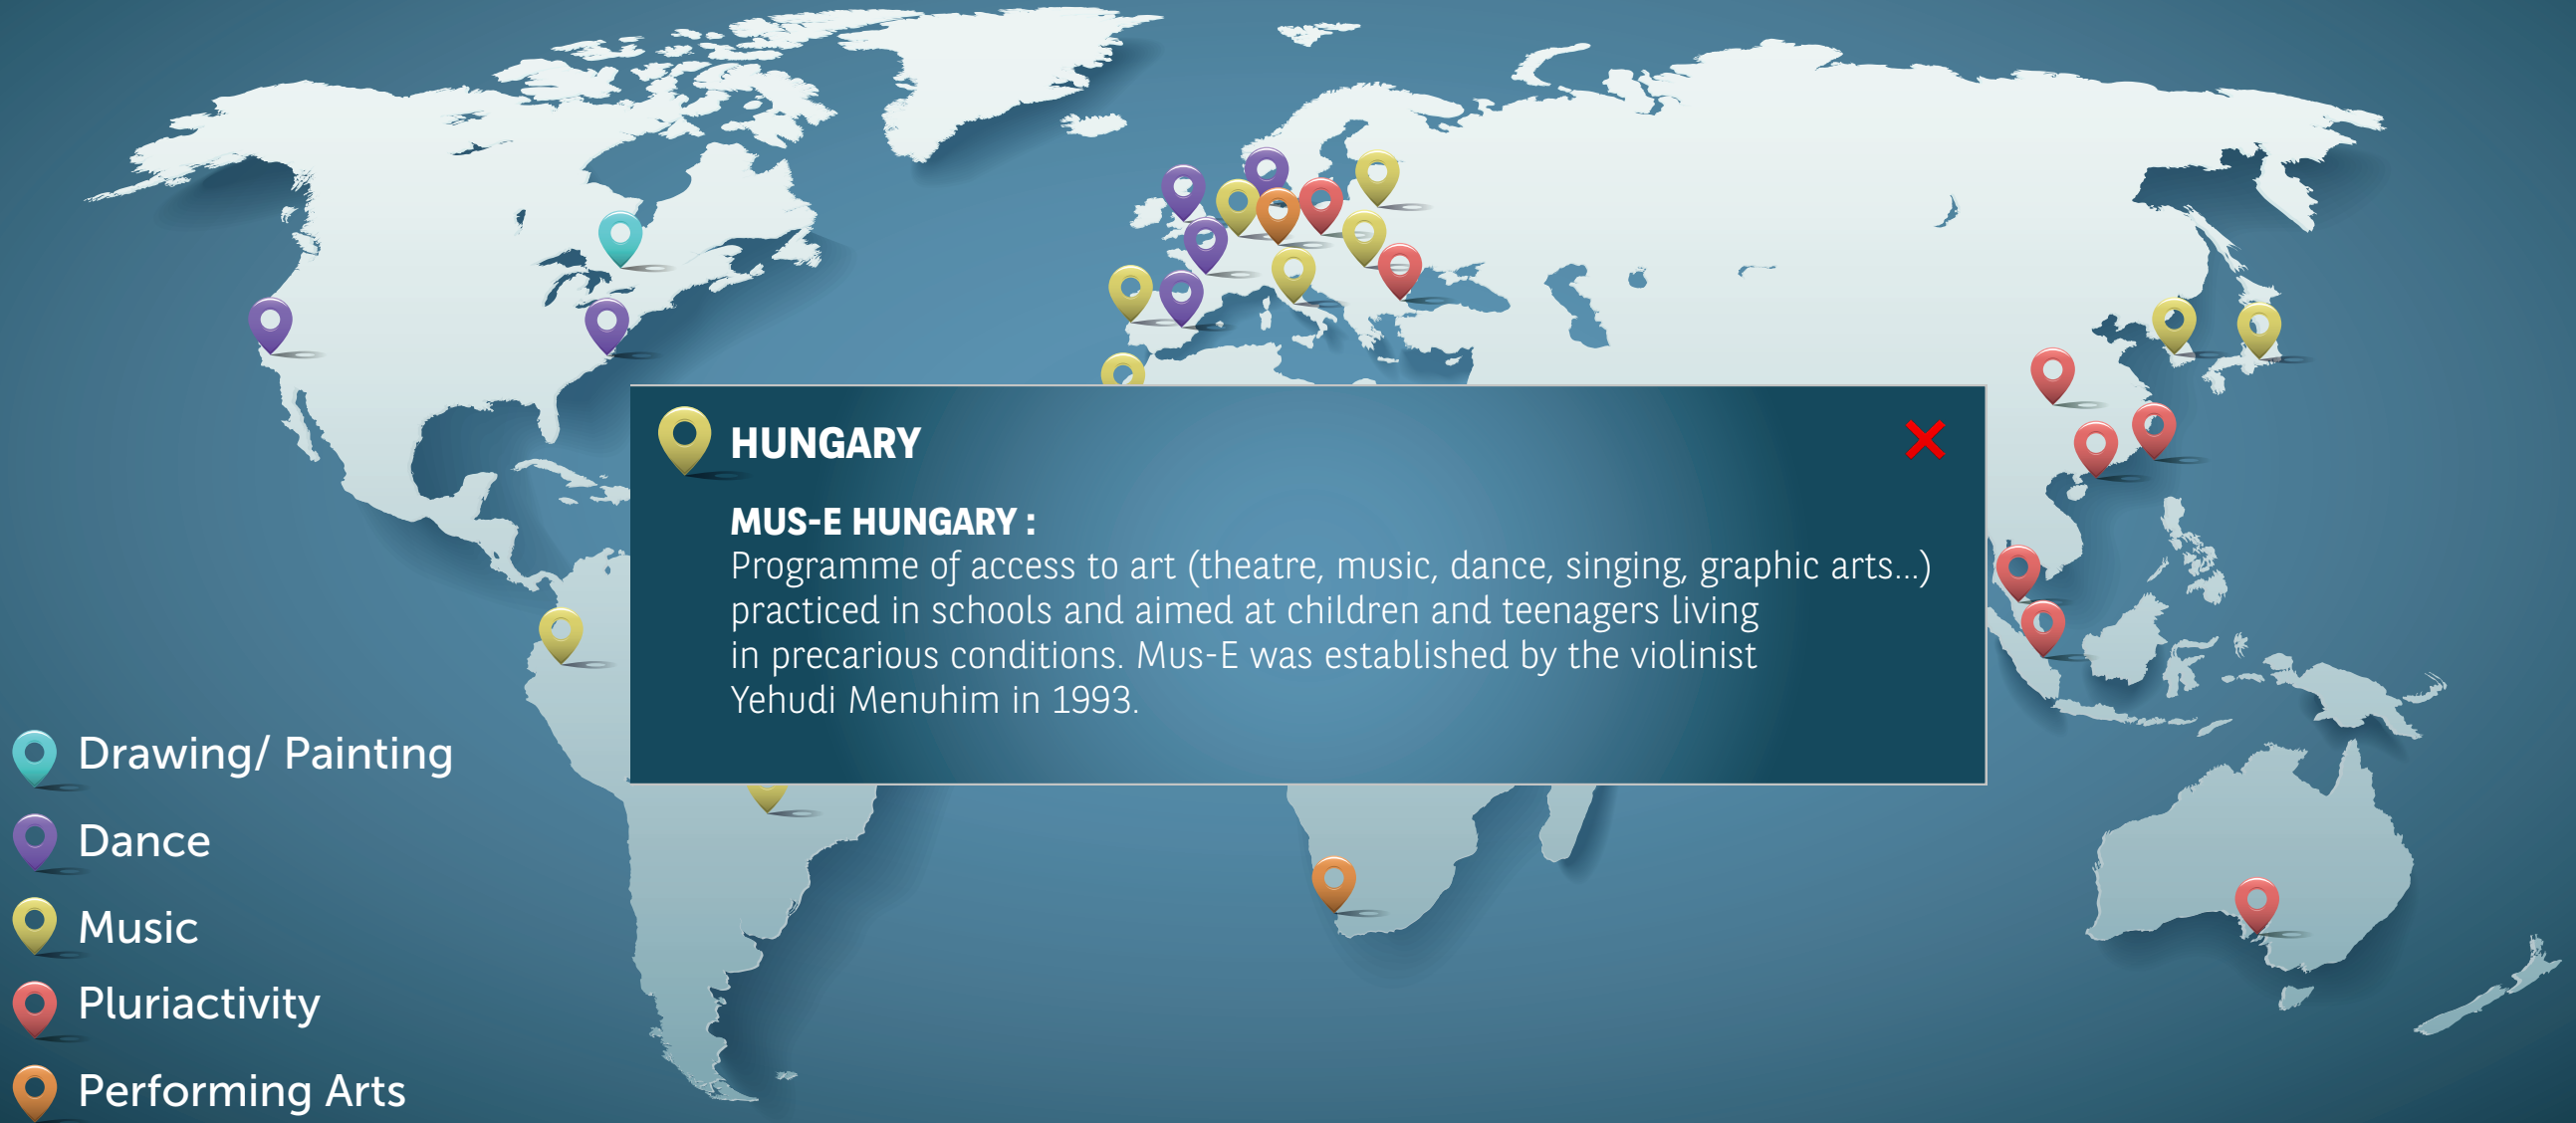 HUNGARY
MUS-E HUNGARY :
Programme of access to art (theatre, music, dance, singing, graphic arts...)
practiced in schools and aimed at children and teenagers living
in precarious conditions. Mus-E was established by the violinist
Yehudi Menuhim in 1993.
Drawing/ Painting
Dance
Music
Pluriactivity
Performing Arts